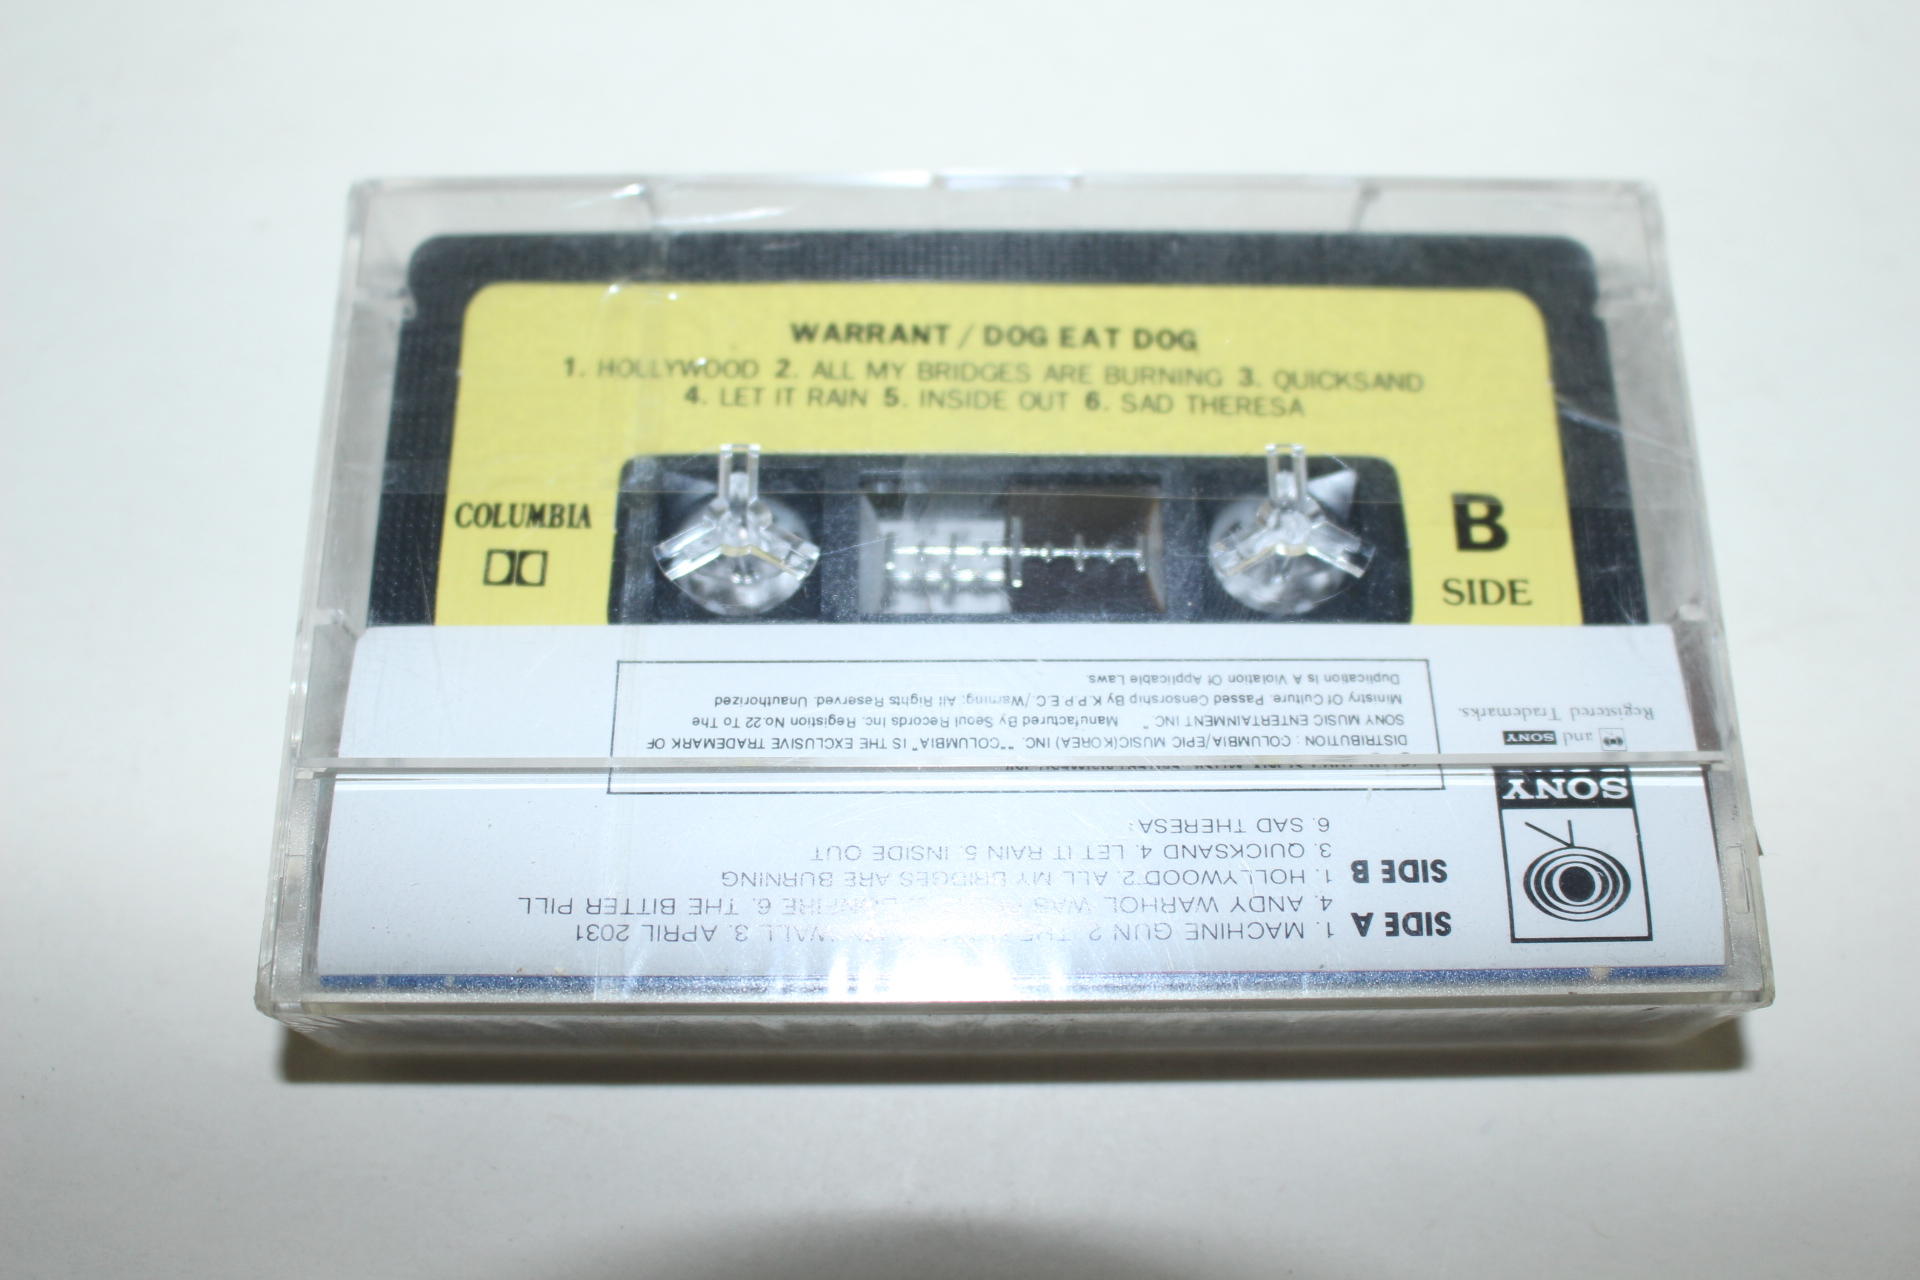 WARRANT / DOG EAT DOG
1. HOLLYWOOD 2. ALL MY BRIDGES ARE BURNING 3. QUICKSAND
4. LET IT RAIN 5. INSIDE OUT 6. SAD THERESA
COLUMBIA
B
SIDE
SIDE A
1. MACHINE GUN 2. THE WALL 3. APRIL 2031
4. ANDY WARHOL WAS BONFIRE 6. THE BITTER PILL
SIDE B
1. HOLLYWOOD 2. ALL MY BRIDGES ARE BURNING
3. QUICKSAND 4. LET IT RAIN 5. INSIDE OUT
6. SAD THERESA
SONY
DISTRIBUTION : COLUMBIA/EPIC MUSIC(KOREA) INC. "COLUMBIA" IS THE EXCLUSIVE TRADEMARK OF
SONY MUSIC ENTERTAINMENT INC." Manufactured By Seoul Records Inc. Registion No.22 To The
Ministry Of Culture. Passed Censorship By K.P.P.E.C./Warning; All Rights Reserved. Unauthorized
Duplication Is A Violation Of Applicable Laws.
and SONY
Registered Trademarks.